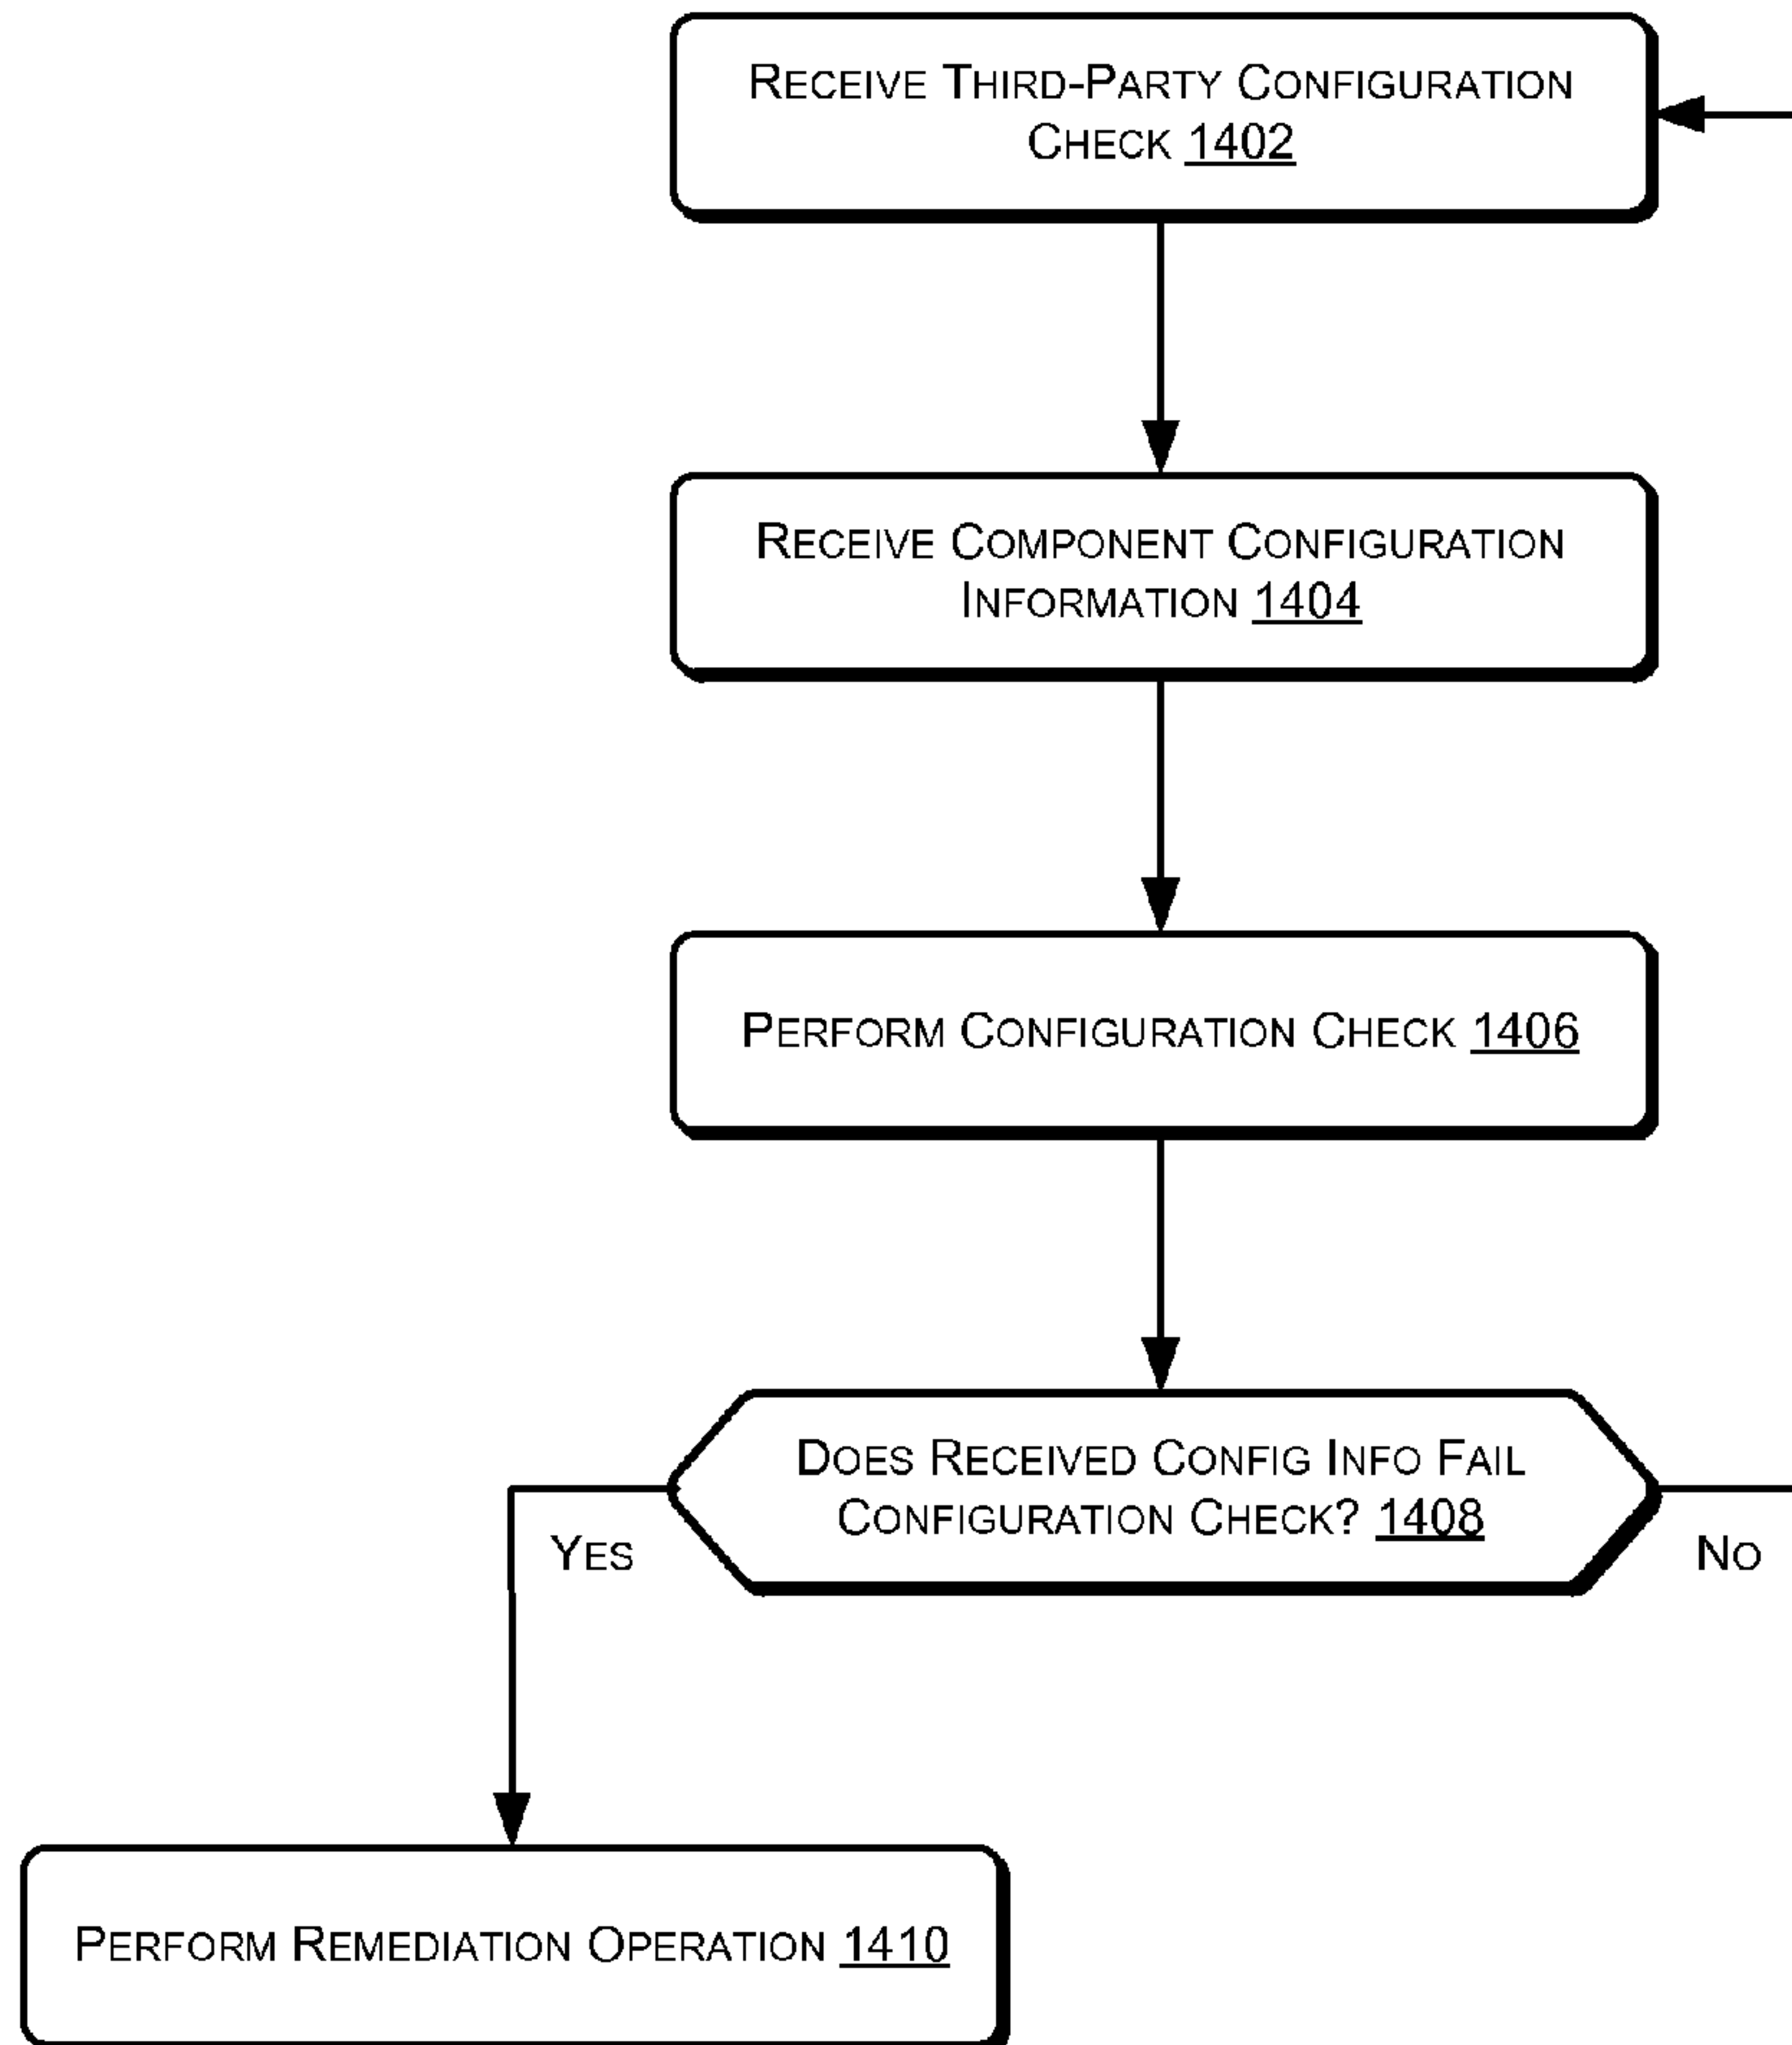 RECEIVE THIRD-PARTY CONFIGURATION
CHECK 1402
RECEIVE COMPONENT CONFIGURATION
INFORMATION 1404
PERFORM CONFIGURATION CHECK 1406
DOES RECEIVED CONFIG INFO FAIL
CONFIGURATION CHECK? 1408
YES
NO
PERFORM REMEDIATION OPERATION 1410